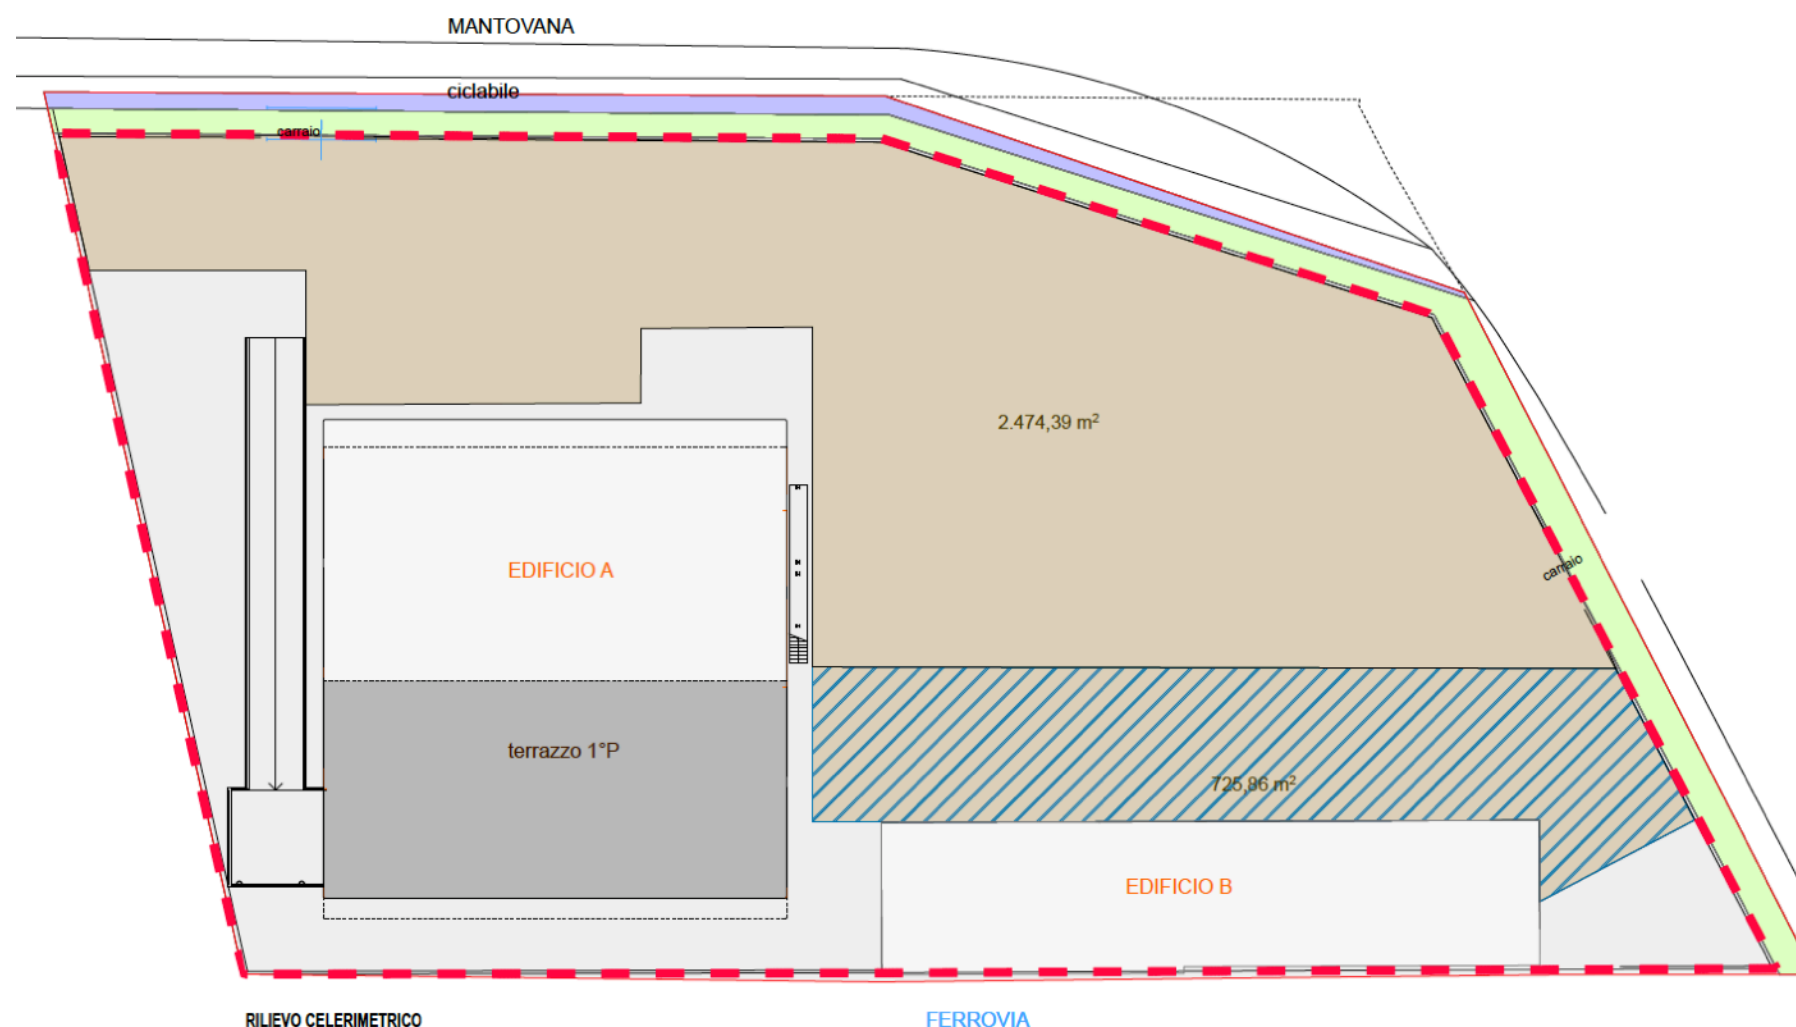 MANTOVANA
ciclabile
carraio
2.474,39 m²
EDIFICIO A
carraio
terrazzo 1°P
725,86 m²
EDIFICIO B
RILIEVO CELERIMETRICO
FERROVIA